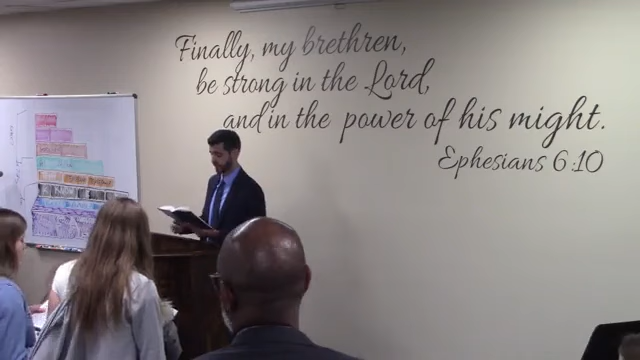 Finally, my brethren,
be strong in the Lord,
and in the power of his might.
Ephesians 6:10